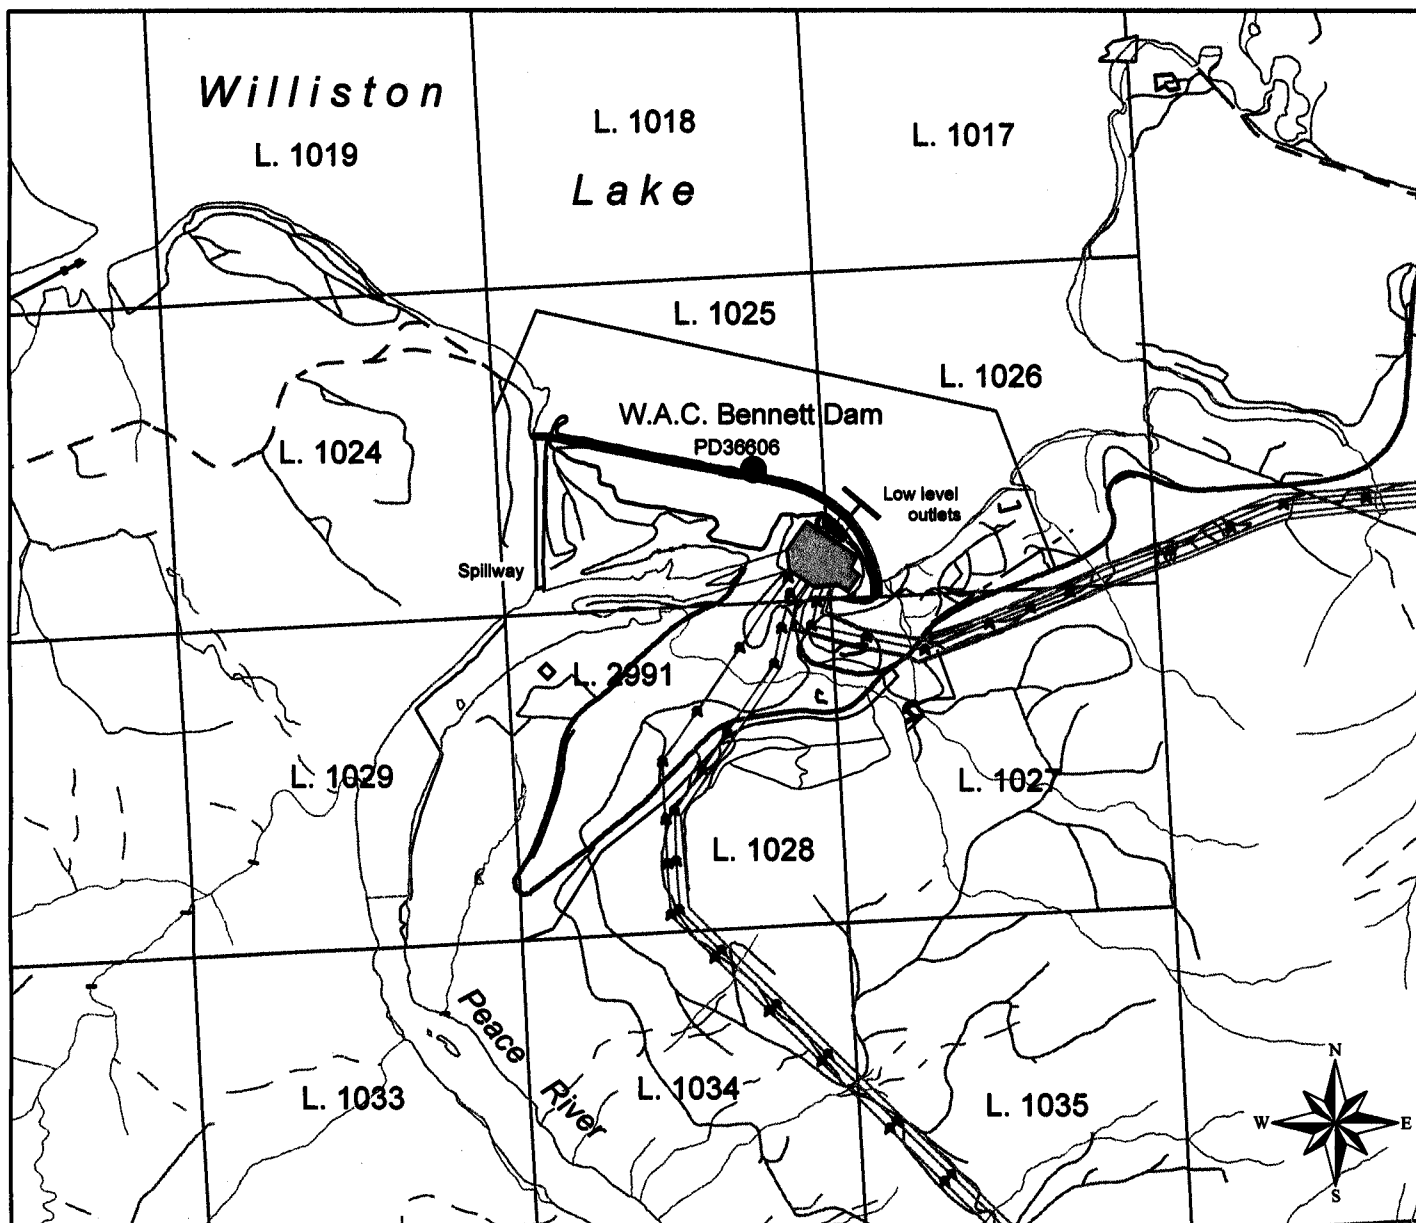 Williston
L. 1018
L. 1017
L. 1019
Lake
L. 1025
L. 1026
W.A.C. Bennett Dam
PD36606
L. 1024
Low level
outlets
Spillway
L. 2991
L. 1029
L. 1027
L. 1028
Peace River
L. 1033
L. 1034
L. 1035
N
W
E
S